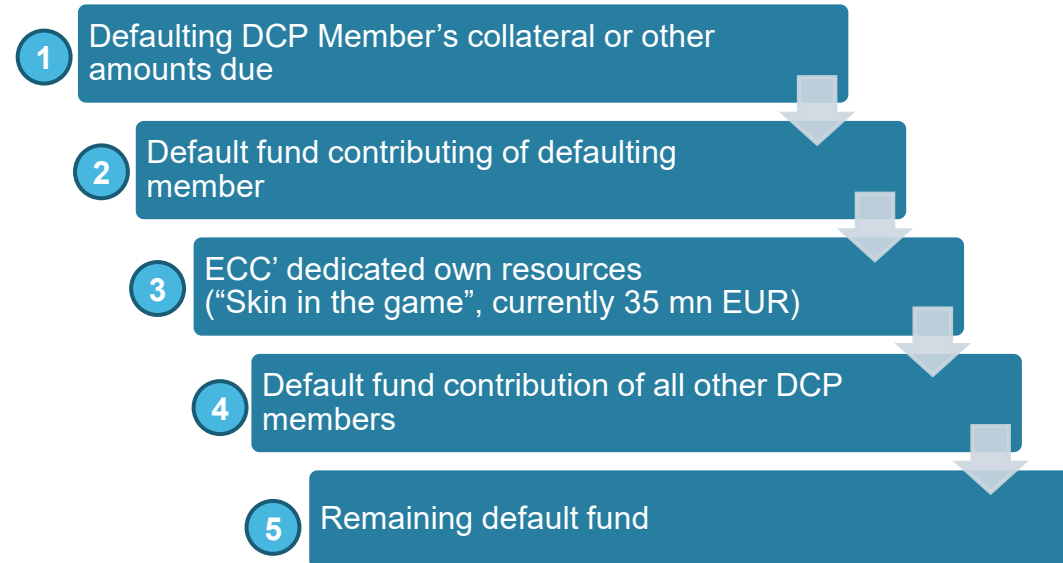 1
Defaulting DCP Member’s collateral or other
amounts due
2
Default fund contributing of defaulting
member
3
ECC’ dedicated own resources
(“Skin in the game”, currently 35 mn EUR)
4
Default fund contribution of all other DCP
members
5
Remaining default fund